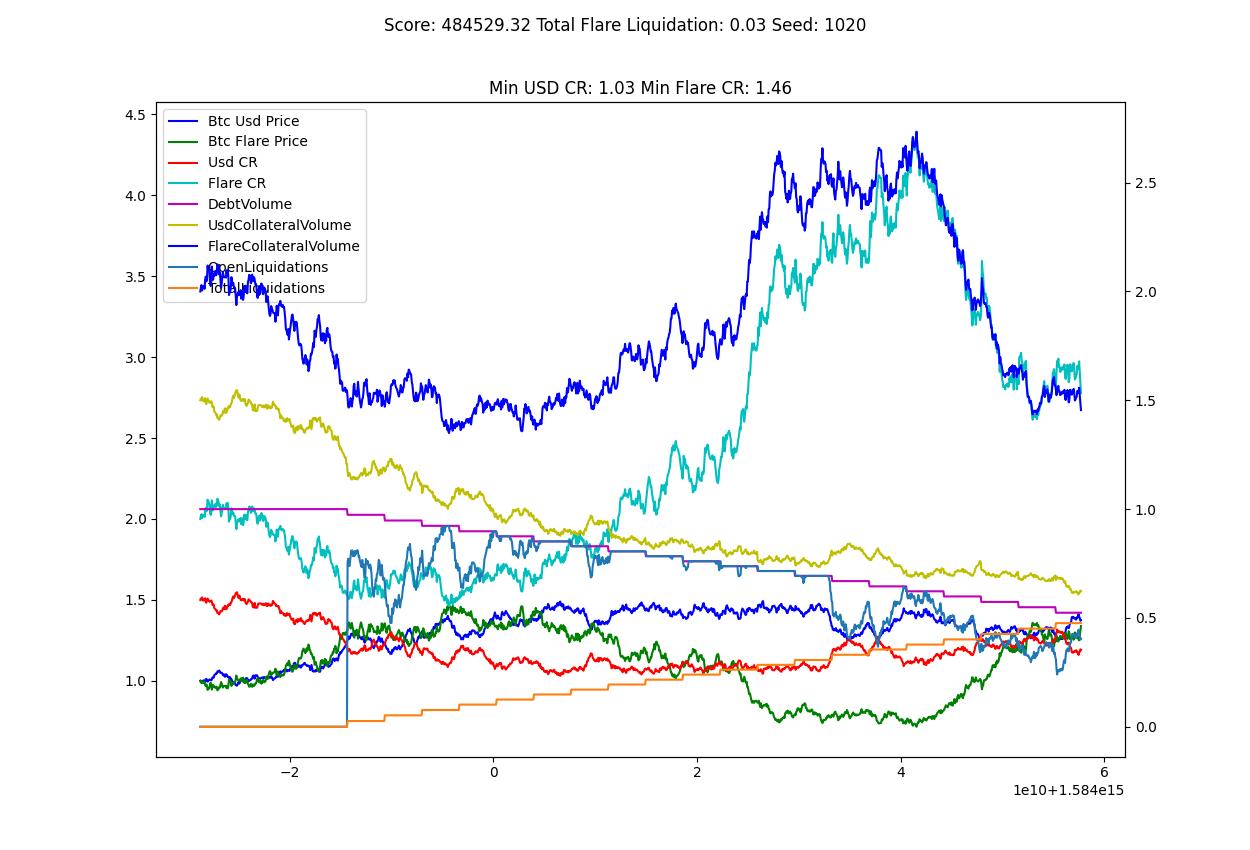 Score: 484529.32 Total Flare Liquidation: 0.03 Seed: 1020
Min USD CR: 1.03 Min Flare CR: 1.46
Btc Usd Price
Btc Flare Price
Usd CR
Flare CR
DebtVolume
UsdCollateralVolume
FlareCollateralVolume
OpenLiquidations
TotalLiquidations
4.5
4.0
3.5
3.0
2.5
2.0
1.5
1.0
2.5
2.0
1.5
1.0
0.5
0.0
−2 0 2 4 6
1e10+1.584e15